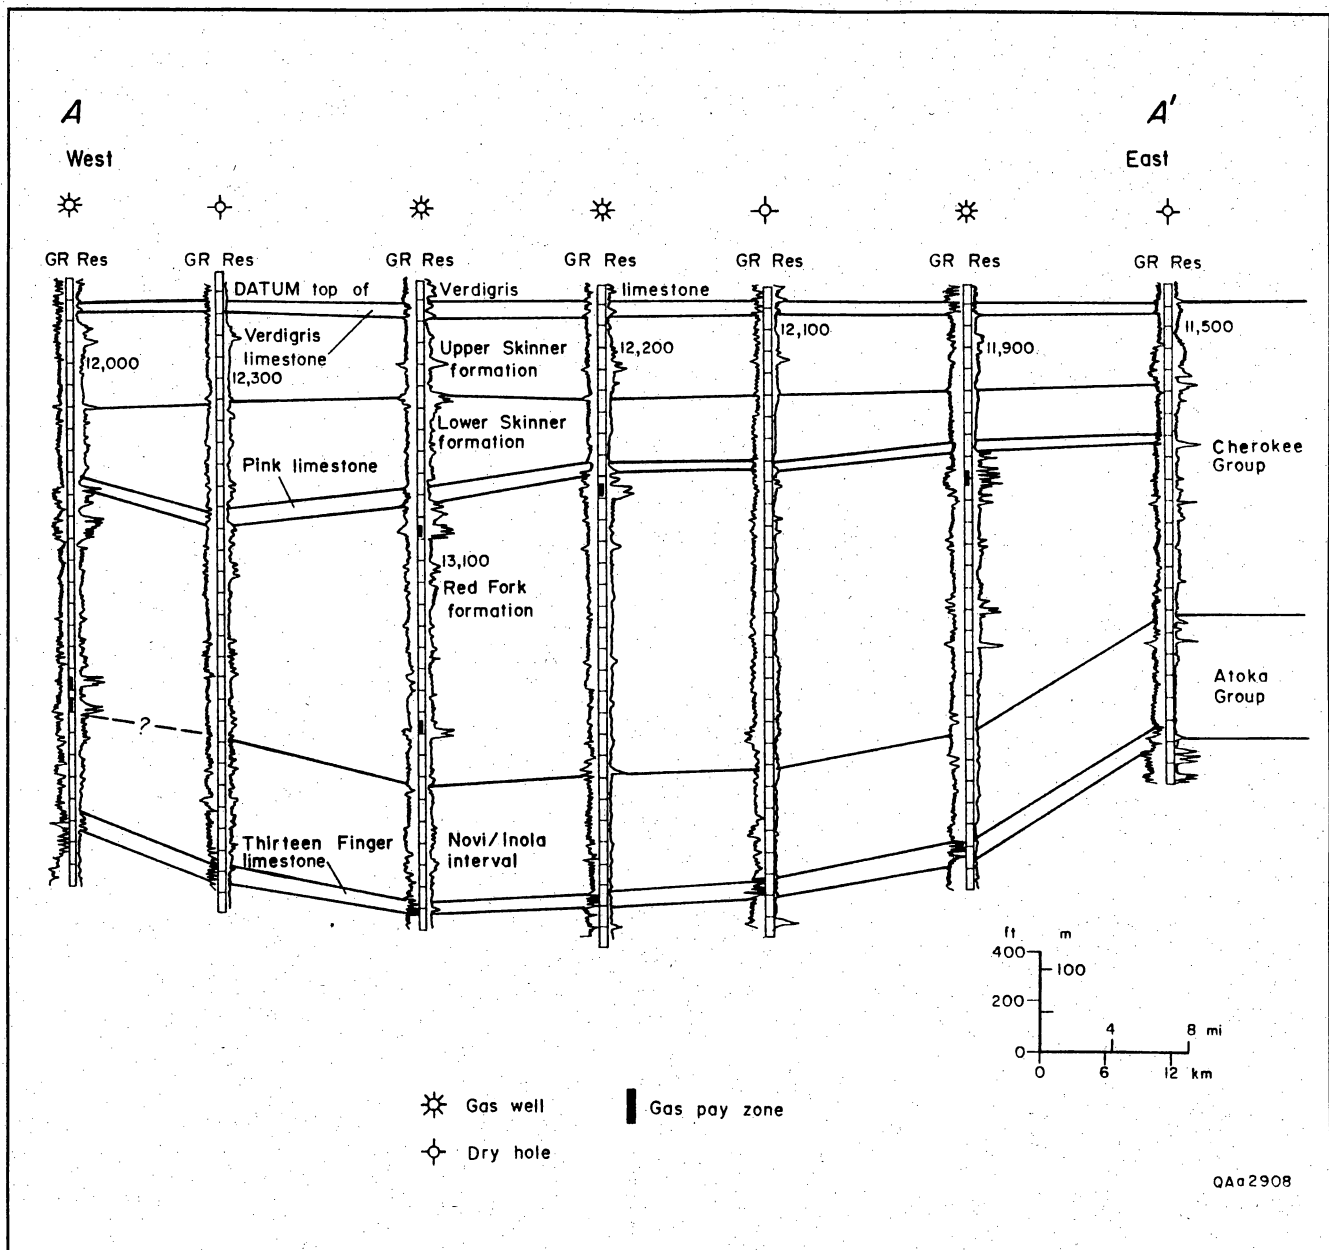 A
A'
West
East
GR Res
GR Res
GR Res
GR Res
GR Res
GR Res
GR Res
DATUM top of Verdigris limestone
Verdigris
limestone
12,000
12,300
Upper Skinner
formation
12,200
12,100
11,900
11,500
Lower Skinner
formation
Pink limestone
Cherokee
Group
13,100
Red Fork
formation
Atoka
Group
?
Thirteen Finger
limestone
Novi/Inola
interval
ft
m
400
100
200
0
4
8 mi
0
6
12 km
Gas well
Gas pay zone
Dry hole
QAa2908